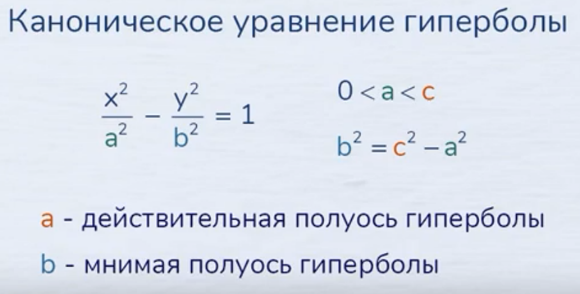 Каноническое уравнение гиперболы
x²/a² - y²/b² = 1
0 < a < c
b² = c² - a²
a - действительная полуось гиперболы
b - мнимая полуось гиперболы